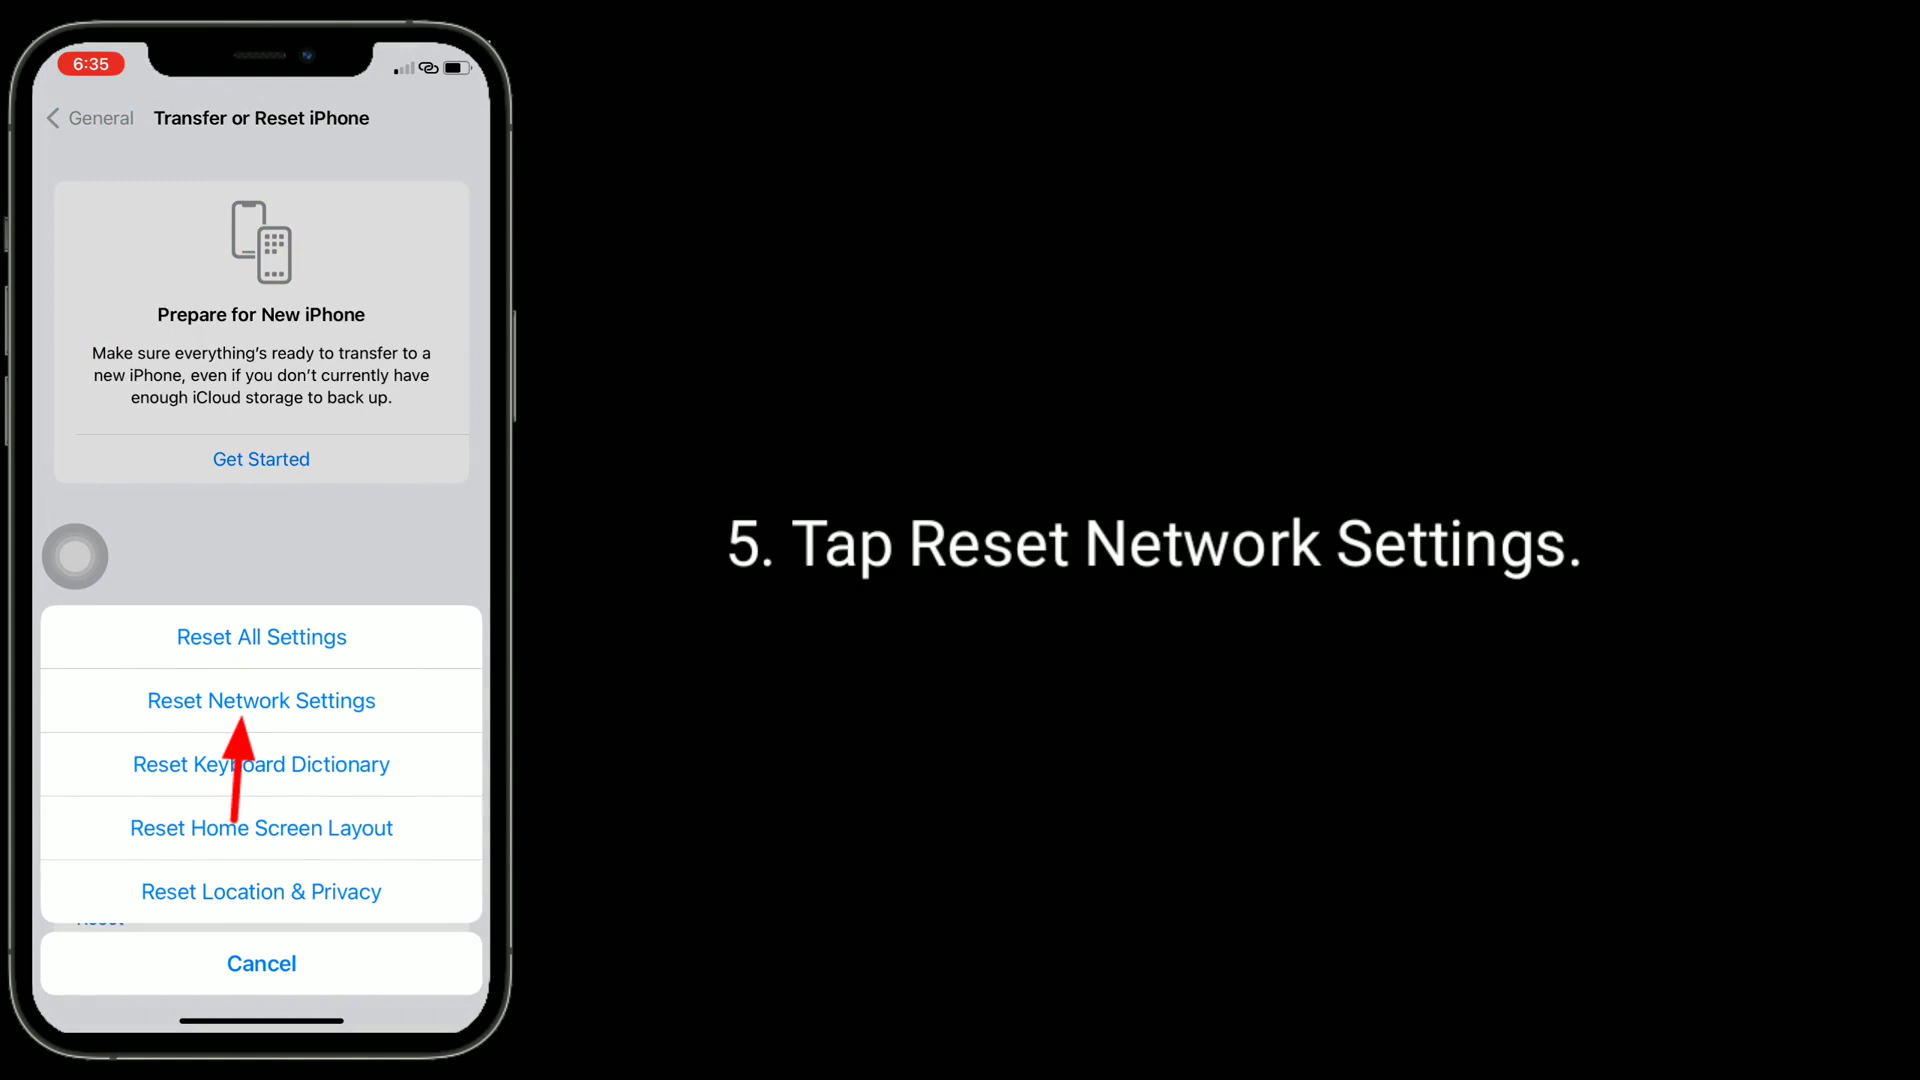 6:35
General
Transfer or Reset iPhone
Prepare for New iPhone
Make sure everything's ready to transfer to a
new iPhone, even if you don't currently have
enough iCloud storage to back up.
Get Started
Reset All Settings
Reset Network Settings
Reset Keyboard Dictionary
Reset Home Screen Layout
Reset Location & Privacy
Reset
Cancel
5. Tap Reset Network Settings.